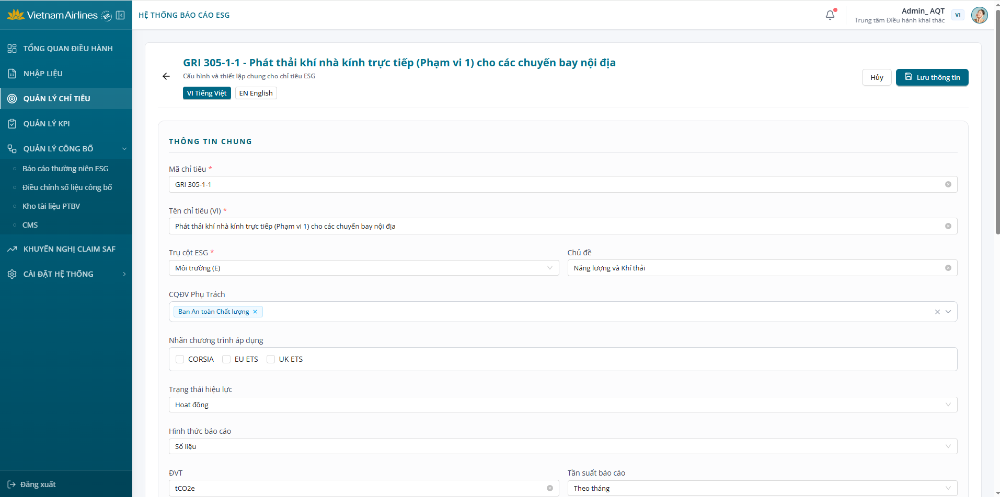 Vietnam Airlines
HỆ THỐNG BÁO CÁO ESG
Admin_ AQT
Trung tâm Điều hành khai thác
VI
TỔNG QUAN ĐIỀU HÀNH
NHẬP LIỆU
QUẢN LÝ CHỈ TIÊU
QUẢN LÝ KPI
QUẢN LÝ CÔNG BỐ
Báo cáo thường niên ESG
Điều chỉnh số liệu công bố
Kho tài liệu PTBV
CMS
KHUYẾN NGHỊ CLAIM SAF
CÀI ĐẶT HỆ THỐNG
Đăng xuất
GRI 305-1-1 - Phát thải khí nhà kính trực tiếp (Phạm vi 1) cho các chuyến bay nội địa
Cấu hình và thiết lập chung cho chỉ tiêu ESG
VI Tiếng Việt EN English
Hủy Lưu thông tin
THÔNG TIN CHUNG
Mã chỉ tiêu *
GRI 305-1-1
Tên chỉ tiêu (VI) *
Phát thải khí nhà kính trực tiếp (Phạm vi 1) cho các chuyến bay nội địa
Trụ cột ESG * Chủ đề
Môi trường (E) Năng lượng và Khí thải
CQĐV Phụ Trách
Ban An toàn Chất lượng
Nhãn chương trình áp dụng
CORSIA EU ETS UK ETS
Trạng thái hiệu lực
Hoạt động
Hình thức báo cáo
Số liệu
ĐVT Tần suất báo cáo
tCO2e Theo tháng